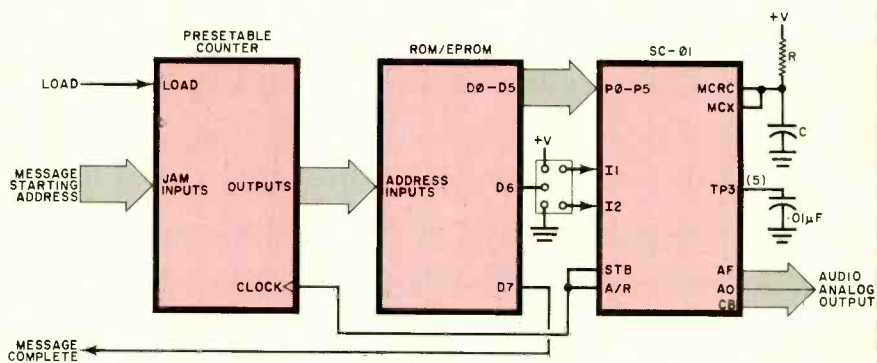 PRESETABLE
COUNTER
ROM/EPROM
SC-01
+V
R
LOAD
LOAD
D0-D5
P0-P5
MCRC
MCX
C
+V
MESSAGE
STARTING
ADDRESS
JAM
INPUTS
OUTPUTS
ADDRESS
INPUTS
D6
I1
I2
TP3
(5)
.01µF
CLOCK
D7
STB
A/R
AF
AO
CB
AUDIO
ANALOG
OUTPUT
MESSAGE
COMPLETE